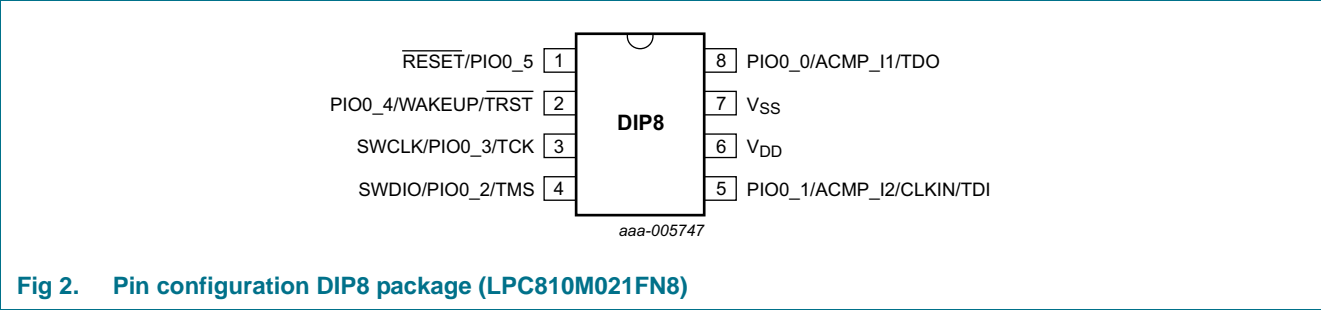 RESET/PIO0_5 1
8 PIO0_0/ACMP_I1/TDO
PIO0_4/WAKEUP/TRST 2
7 VSS
DIP8
SWCLK/PIO0_3/TCK 3
6 VDD
SWDIO/PIO0_2/TMS 4
5 PIO0_1/ACMP_I2/CLKIN/TDI
aaa-005747
Fig 2. Pin configuration DIP8 package (LPC810M021FN8)